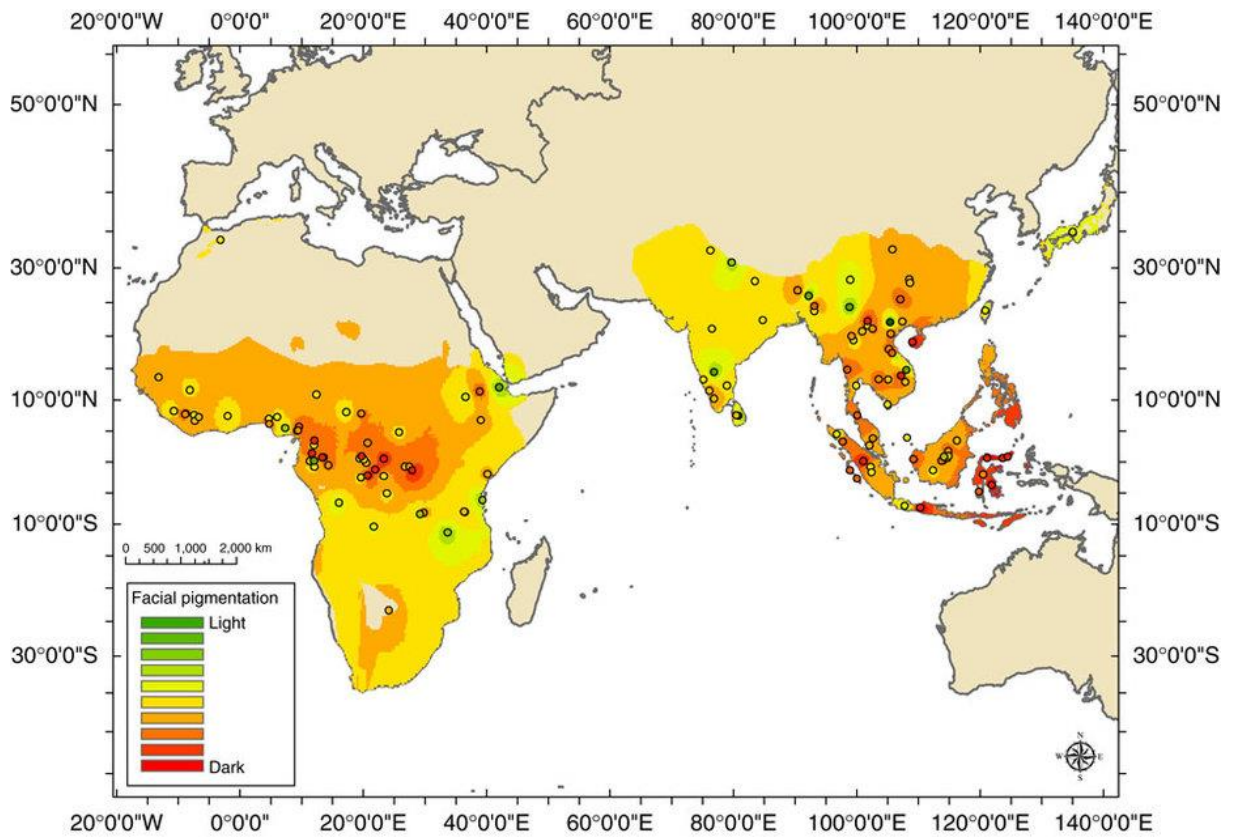 20°0'0"W 0°0'0" 20°0'0"E 40°0'0"E 60°0'0"E 80°0'0"E 100°0'0"E 120°0'0"E 140°0'0"E
50°0'0"N 50°0'0"N
30°0'0"N 30°0'0"N
10°0'0"N 10°0'0"N
10°0'0"S 10°0'0"S
0 500 1,000 2,000 km
Facial pigmentation
Light
30°0'0"S 30°0'0"S
Dark
N
W E
S
20°0'0"W 0°0'0" 20°0'0"E 40°0'0"E 60°0'0"E 80°0'0"E 100°0'0"E 120°0'0"E 140°0'0"E